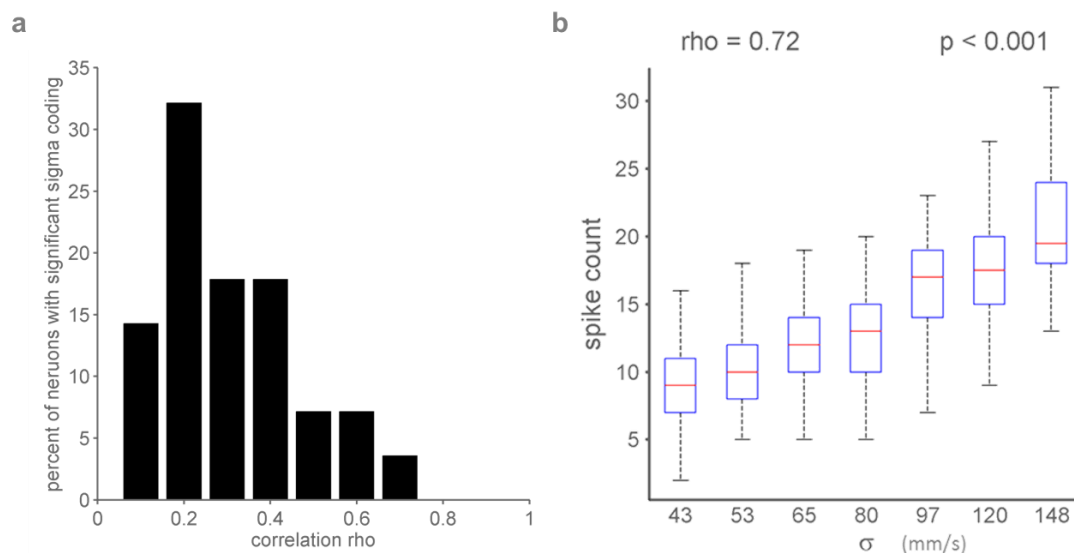 a
percent of neruons with significant sigma coding
35
30
25
20
15
10
5
0
0 0.2 0.4 0.6 0.8 1
correlation rho
b
rho = 0.72 p < 0.001
spike count
30
25
20
15
10
5
43 53 65 80 97 120 148
σ (mm/s)